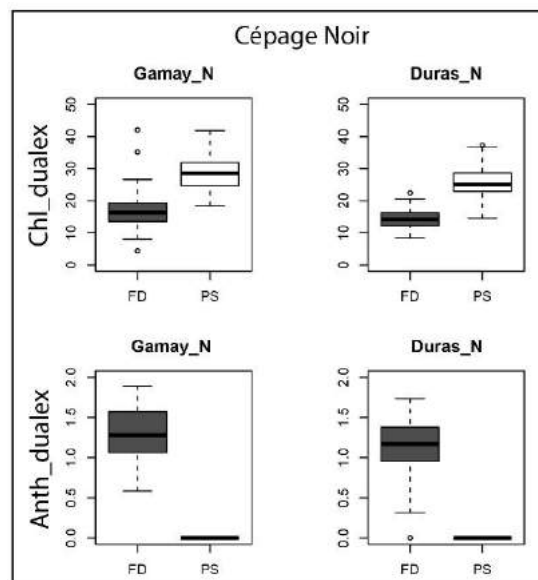 Cépage Noir
Gamay_N Duras_N
Chl_dualex
50 50
40 40
30 30
20 20
10 10
0 0
FD PS FD PS
Gamay_N Duras_N
Anth_dualex
2.0 2.0
1.5 1.5
1.0 1.0
0.5 0.5
0.0 0.0
FD PS FD PS